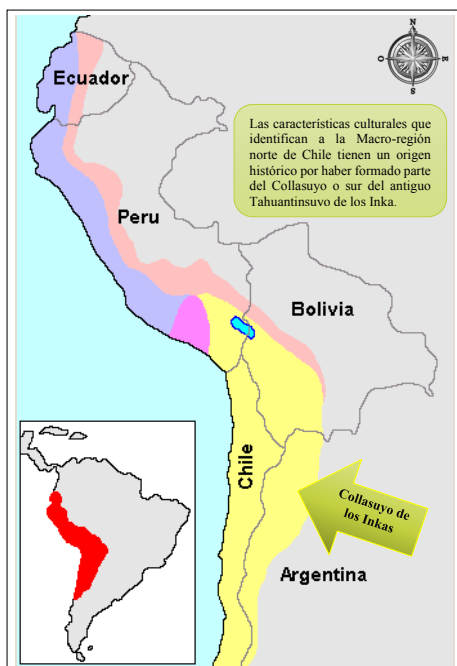 Ecuador
N
O
E
S
Las características culturales que
identifican a la Macro-región
norte de Chile tienen un origen
histórico por haber formado parte
del Collasuyo o sur del antiguo
Tahuantinsuvo de los Inka.
Peru
Bolivia
Chile
Collasuyo de
los Inkas
Argentina